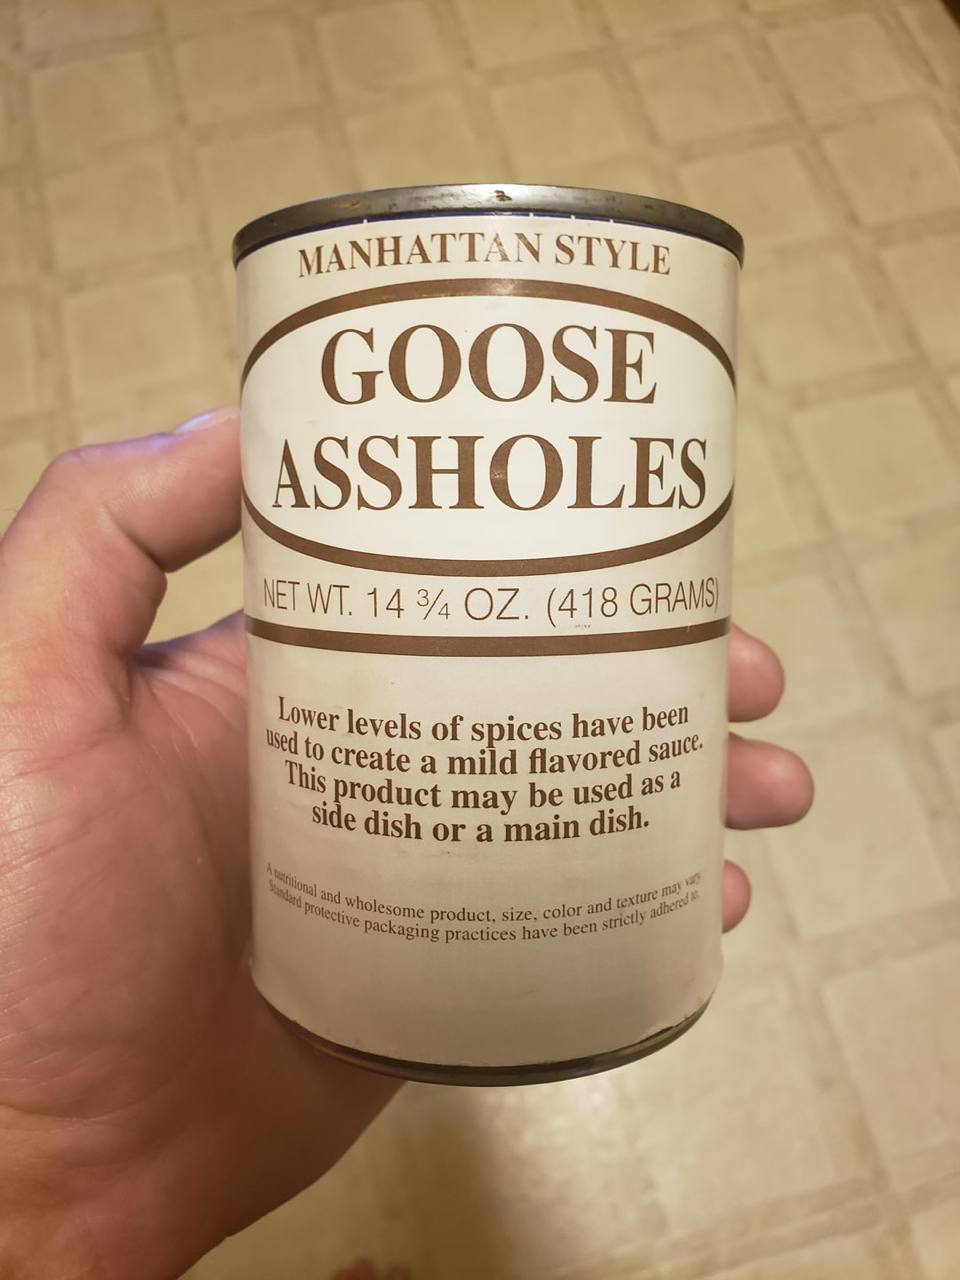 MANHATTAN STYLE
GOOSE
ASSHOLES
NET WT. 14 ¾ OZ. (418 GRAMS)
Lower levels of spices have been
used to create a mild flavored sauce.
This product may be used as a
side dish or a main dish.
A nutritional and wholesome product, size, color and texture may vary.
Standard protective packaging practices have been strictly adhered to.